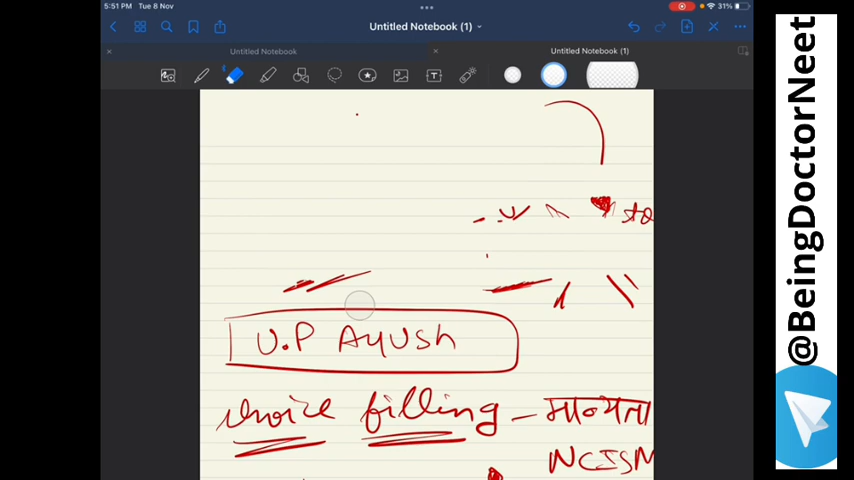 5:51 PM Tue 8 Nov
31%
Untitled Notebook (1)
Untitled Notebook
Untitled Notebook (1)
U.P Ayush
choice filling - मान्यता
NCISM
@BeingDoctorNeet